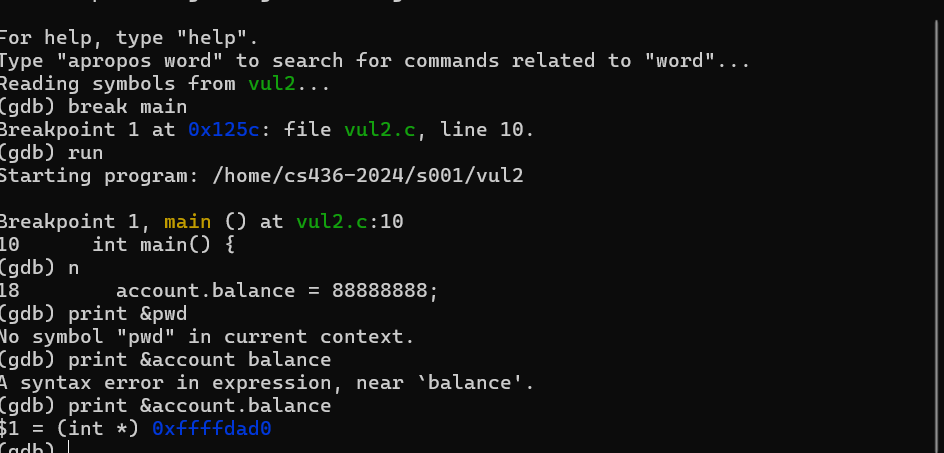 For help, type "help".
Type "apropos word" to search for commands related to "word"...
Reading symbols from vul2...
(gdb) break main
Breakpoint 1 at 0x125c: file vul2.c, line 10.
(gdb) run
Starting program: /home/cs436-2024/s001/vul2
Breakpoint 1, main () at vul2.c:10
10      int main() {
(gdb) n
18        account.balance = 88888888;
(gdb) print &pwd
No symbol "pwd" in current context.
(gdb) print &account balance
A syntax error in expression, near `balance'.
(gdb) print &account.balance
$1 = (int *) 0xffffdad0
(gdb)